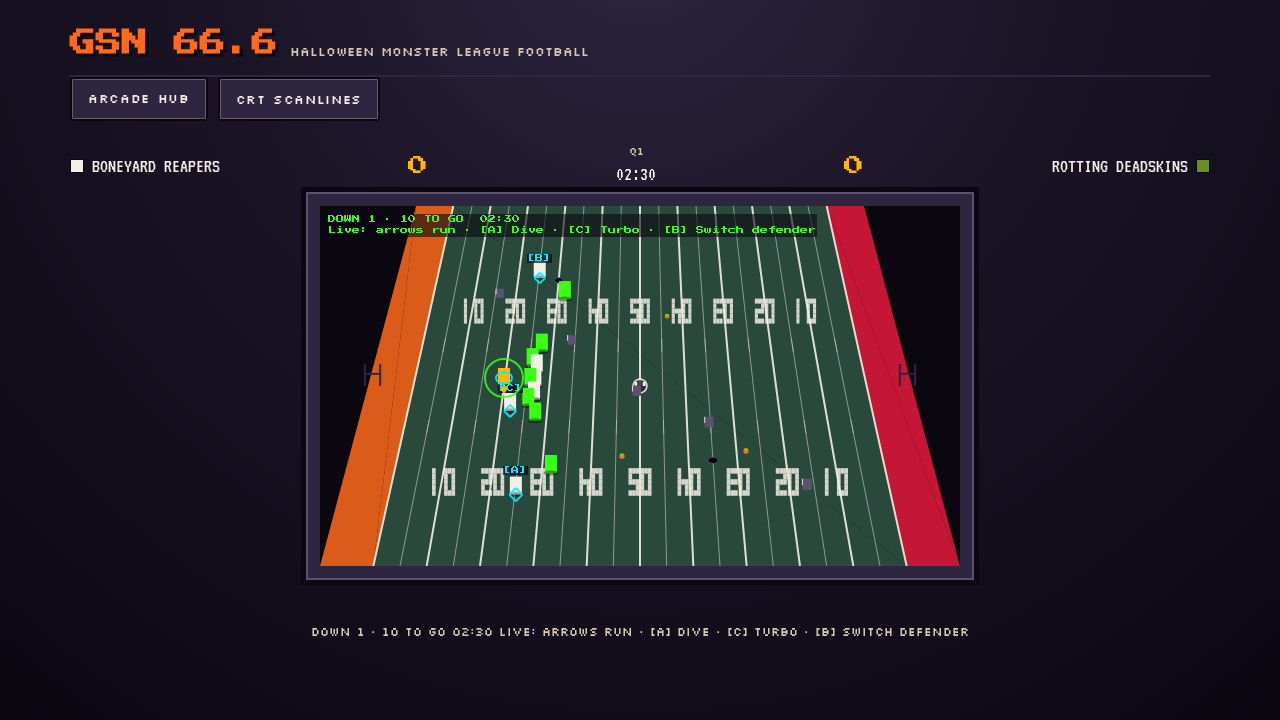 GSN 66.6 HALLOWEEN MONSTER LEAGUE FOOTBALL
ARCADE HUB CRT SCANLINES
BONEYARD REAPERS 0 Q1 0 ROTTING DEADSKINS
02:30
DOWN 1 · 10 TO GO 02:30
Live: arrows run · [A] Dive · [C] Turbo · [B] Switch defender
[B]
10 20 30 40 50 40 30 20 10
[C]
[A]
10 20 30 40 50 40 30 20 10
DOWN 1 · 10 TO GO 02:30 LIVE: ARROWS RUN · [A] DIVE · [C] TURBO · [B] SWITCH DEFENDER